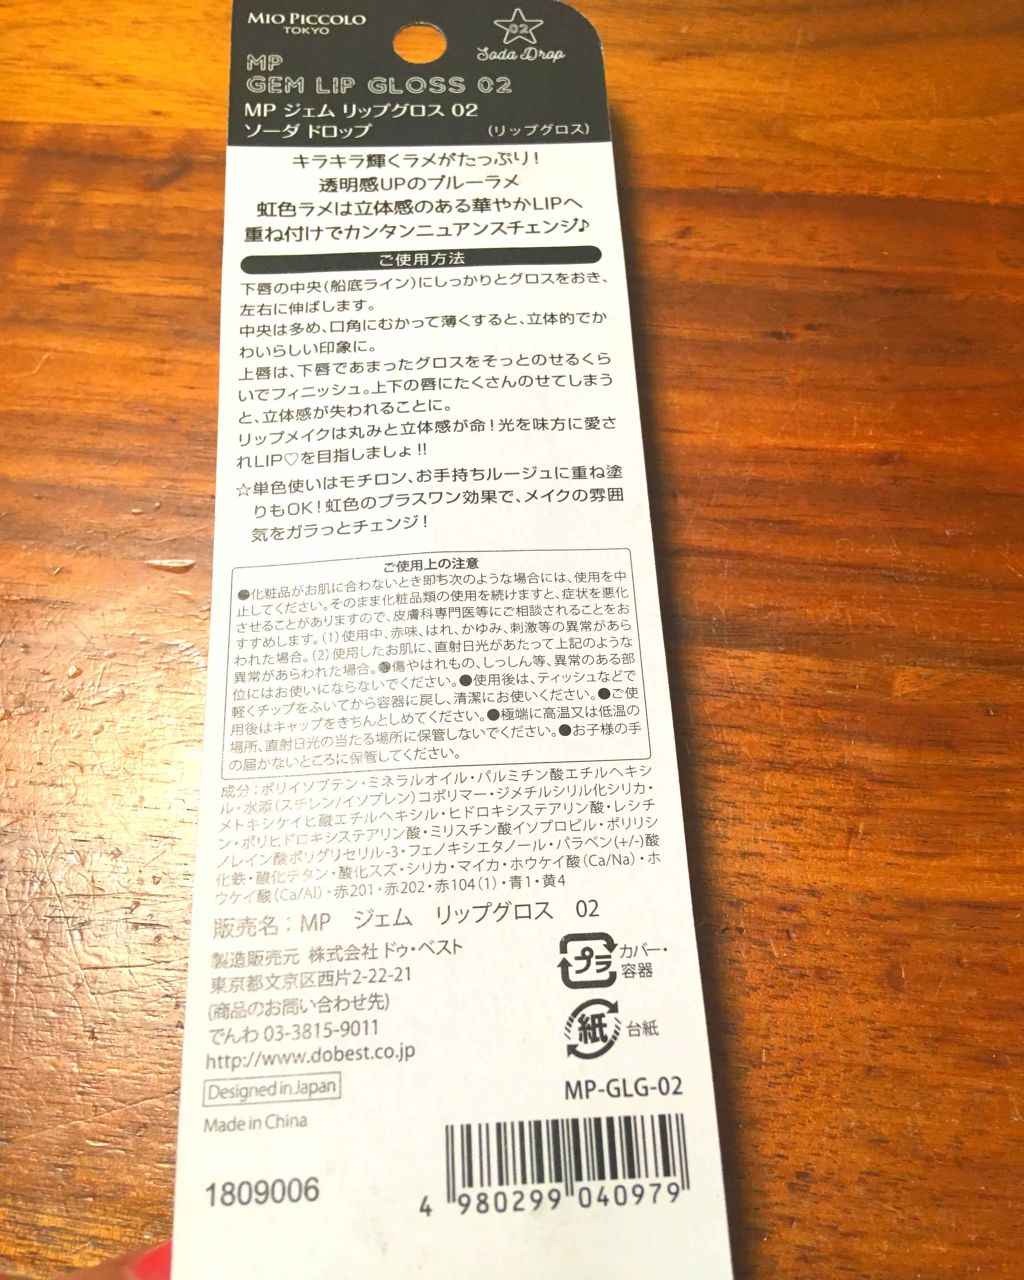 MIO PICCOLO
TOKYO
02
Soda Drop
MP
GEM LIP GLOSS 02
MP ジェム リップグロス 02
ソーダ ドロップ
(リップグロス)
キラキラ輝くラメがたっぷり!
透明感UPのブルーラメ
虹色ラメは立体感のある華やかLIPへ
重ね付けでカンタンニュアンスチェンジ♪
ご使用方法
下唇の中央(船底ライン)にしっかりとグロスをおき、
左右に伸ばします。
中央は多め、口角にむかって薄くすると、立体的でか
わいらしい印象に。
上唇は、下唇であまったグロスをそっとのせるくら
いでフィニッシュ。上下の唇にたくさんのせてしまう
と、立体感が失われることに。
リップメイクは丸みと立体感が命!光を味方に愛さ
れLIP♡を目指しましょ!!
☆単色使いはモチロン、お手持ちルージュに重ね塗
りもOK!虹色のプラスワン効果で、メイクの雰囲
気をガラっとチェンジ!
ご使用上の注意
●化粧品がお肌に合わないとき即ち次のような場合には、使用を中
止してください。そのまま化粧品類の使用を続けますと、症状を悪化
させることがありますので、皮膚科専門医等にご相談されることをお
すすめします。(1)使用中、赤味、はれ、かゆみ、刺激等の異常があら
われた場合。(2)使用したお肌に、直射日光があたって上記のような
異常があらわれた場合。●傷やはれもの、しっしん等、異常のある部
位にはお使いにならないでください。●使用後は、ティッシュなどで
軽くチップをふいてから容器に戻し、清潔にお使いください。●ご使
用後はキャップをきちんとしめてください。●極端に高温又は低温の
場所、直射日光の当たる場所に保管しないでください。●お子様の手
の届かないところに保管してください。
成分:ポリイソブテン・ミネラルオイル・パルミチン酸エチルヘキシ
ル・水添(スチレン/イソプレン)コポリマー・ジメチルシリル化シリカ・
メトキシケイヒ酸エチルヘキシル・ヒドロキシステアリン酸・レシチ
ン・ポリヒドロキシステアリン酸・ミリスチン酸イソプロピル・ポリリシ
ノレイン酸ポリグリセリル-3・フェノキシエタノール・パラベン(+/-)酸
化鉄・酸化チタン・酸化スズ・シリカ・マイカ・ホウケイ酸(Ca/Na)・ホ
ウケイ酸(Ca/Al)・赤201・赤202・赤104(1)・青1・黄4
販売名:MP ジェム リップグロス 02
製造販売元 株式会社 ドゥ・ベスト
東京都文京区西片2-22-21
(商品のお問い合わせ先)
でんわ 03-3815-9011
http://www.dobest.co.jp
プラ
カバー・
容器
紙
台紙
Designed in Japan
Made in China
MP-GLG-02
1809006
4 980299 040979